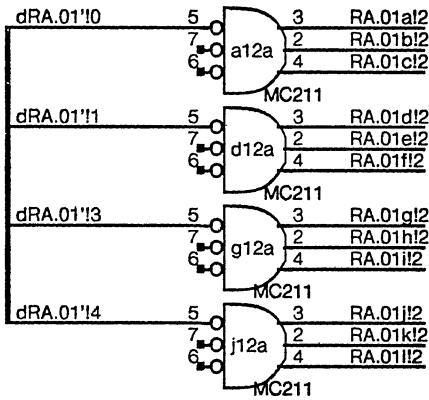 dRA.01'!0 5 3 RA.01a!2
7 a12a 2 RA.01b!2
6 4 RA.01c!2
MC211
dRA.01'!1 5 3 RA.01d!2
7 d12a 2 RA.01e!2
6 4 RA.01f!2
MC211
dRA.01'!3 5 3 RA.01g!2
7 g12a 2 RA.01h!2
6 4 RA.01i!2
MC211
dRA.01'!4 5 3 RA.01j!2
7 j12a 2 RA.01k!2
6 4 RA.01l!2
MC211